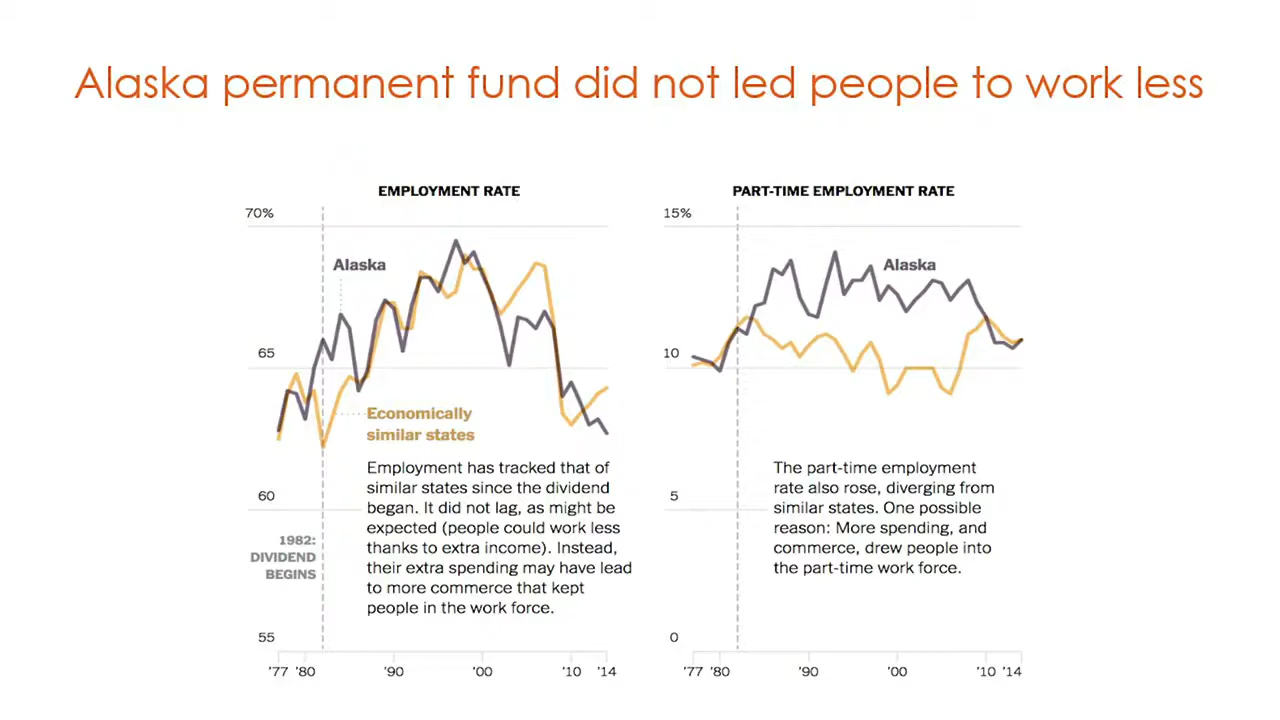 Alaska permanent fund did not led people to work less
EMPLOYMENT RATE
70%
Alaska
65
Economically
similar states
Employment has tracked that of
similar states since the dividend
began. It did not lag, as might be
expected (people could work less
thanks to extra income). Instead,
their extra spending may have lead
to more commerce that kept
people in the work force.
60
1982:
DIVIDEND
BEGINS
55
'77 '80 '90 '00 '10 '14
PART-TIME EMPLOYMENT RATE
15%
Alaska
10
The part-time employment
rate also rose, diverging from
similar states. One possible
reason: More spending, and
commerce, drew people into
the part-time work force.
5
0
'77 '80 '90 '00 '10 '14